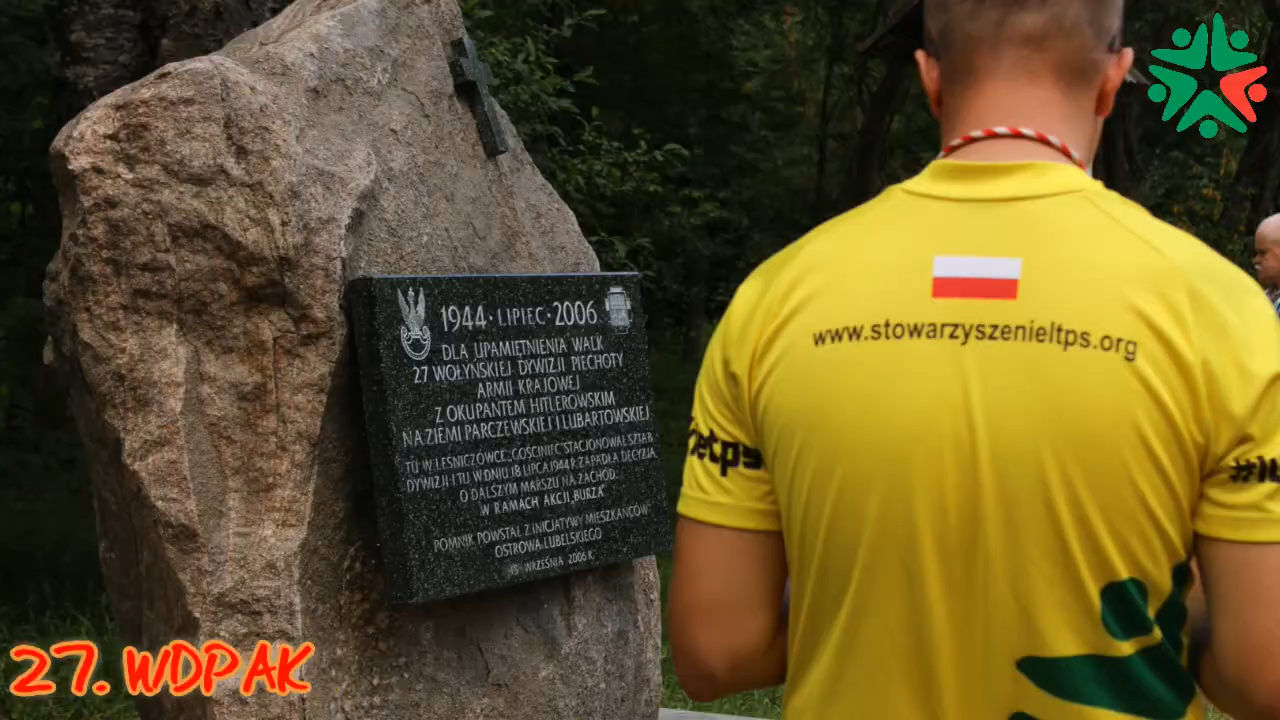 1944 · LIPIEC · 2006
DLA UPAMIĘTNIENIA WALK
27 WOŁYŃSKIEJ DYWIZJI PIECHOTY
ARMII KRAJOWEJ
Z OKUPANTEM HITLEROWSKIM
NA ZIEMI PARCZEWSKIEJ I LUBARTOWSKIEJ
TU W LEŚNICZÓWCE „GOŚCINIEC" STACJONOWAŁ SZTAB
DYWIZJI I TU W DNIU 18 LIPCA 1944 R. ZAPADŁA DECYZJA
O DALSZYM MARSZU NA ZACHÓD
W RAMACH AKCJI „BURZA"
POMNIK POWSTAŁ Z INICJATYWY MIESZKAŃCÓW
OSTROWA LUBELSKIEGO
WRZEŚNIA 2006 R.
www.stowarzyszenieltps.org
ltps
27. WDPAK